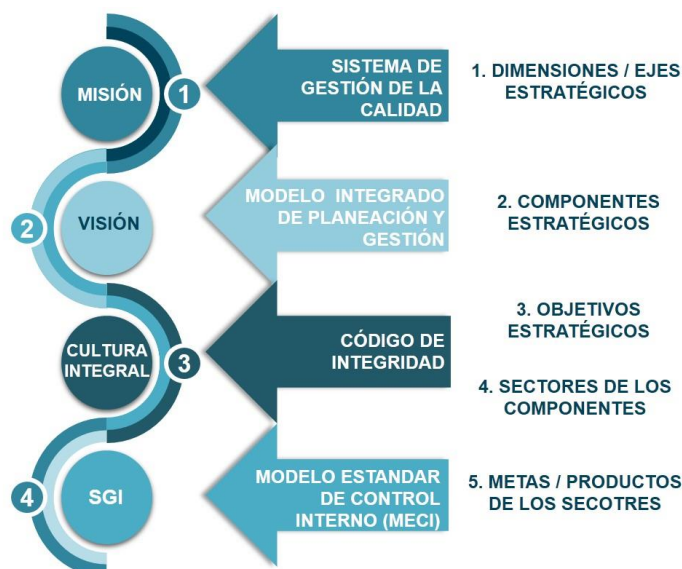 MISIÓN
1
SISTEMA DE
GESTIÓN DE LA
CALIDAD
1. DIMENSIONES / EJES
ESTRATÉGICOS
2
VISIÓN
MODELO INTEGRADO
DE PLANEACIÓN Y
GESTIÓN
2. COMPONENTES
ESTRATÉGICOS
CULTURA
INTEGRAL
3
CÓDIGO DE
INTEGRIDAD
3. OBJETIVOS
ESTRATÉGICOS
4. SECTORES DE LOS
COMPONENTES
4
SGI
MODELO ESTANDAR
DE CONTROL
INTERNO (MECI)
5. METAS / PRODUCTOS
DE LOS SECOTRES